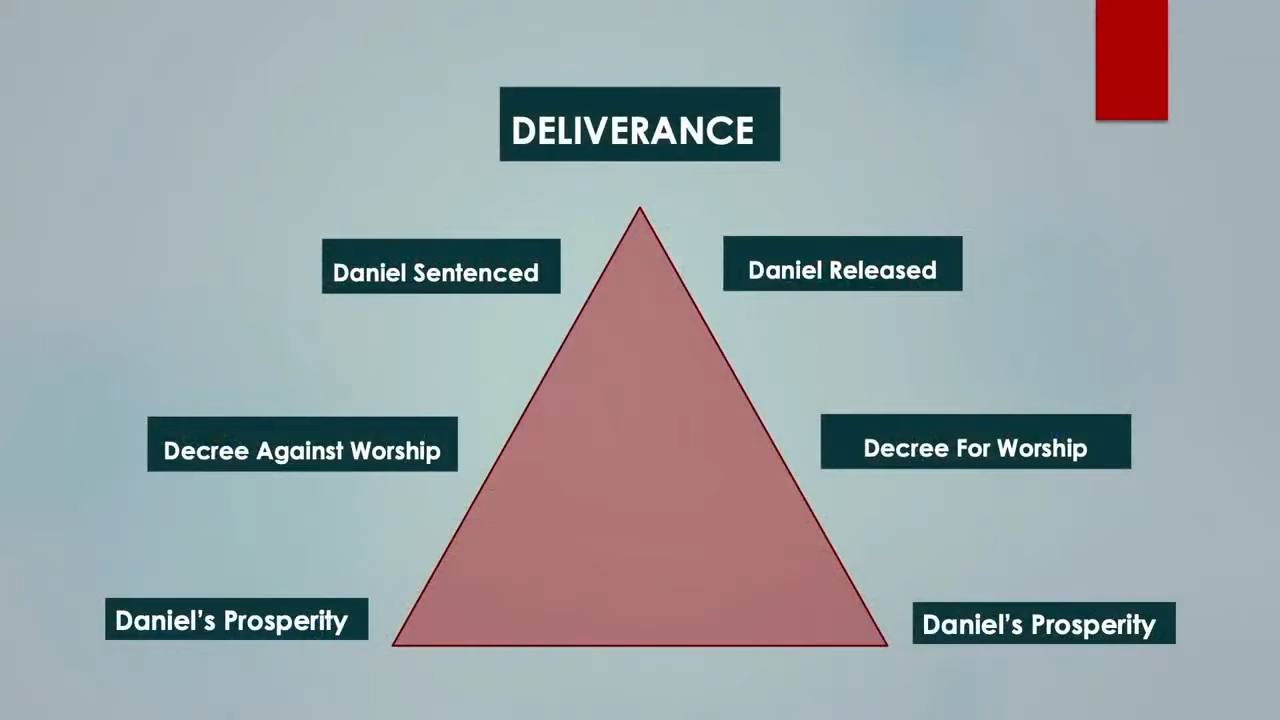 DELIVERANCE
Daniel Sentenced
Daniel Released
Decree Against Worship
Decree For Worship
Daniel’s Prosperity
Daniel’s Prosperity